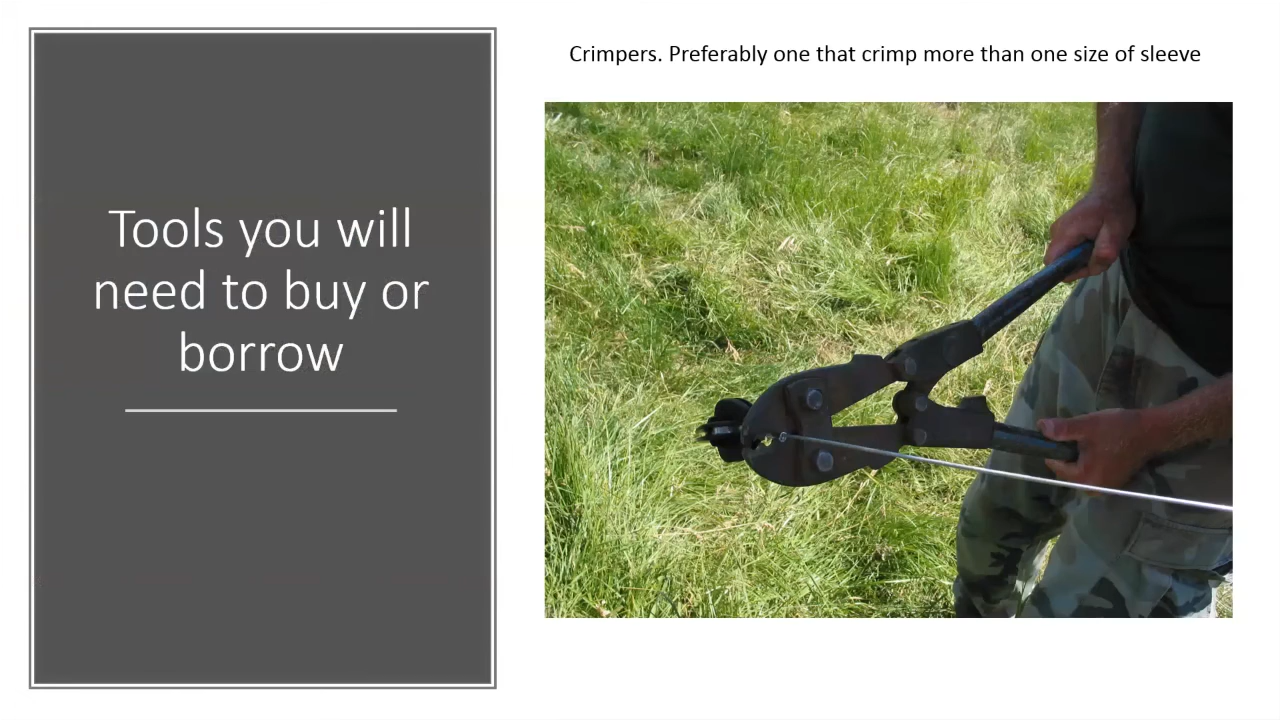 Tools you will
need to buy or
borrow
Crimpers. Preferably one that crimp more than one size of sleeve